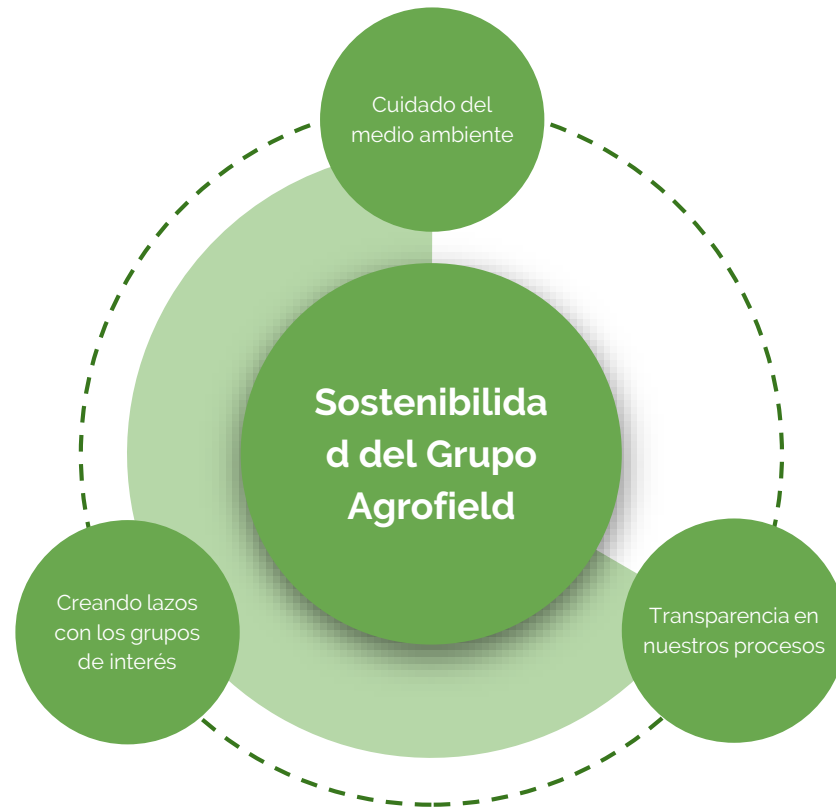 Cuidado del
medio ambiente
Sostenibilida
d del Grupo
Agrofield
Creando lazos
con los grupos
de interés
Transparencia en
nuestros procesos